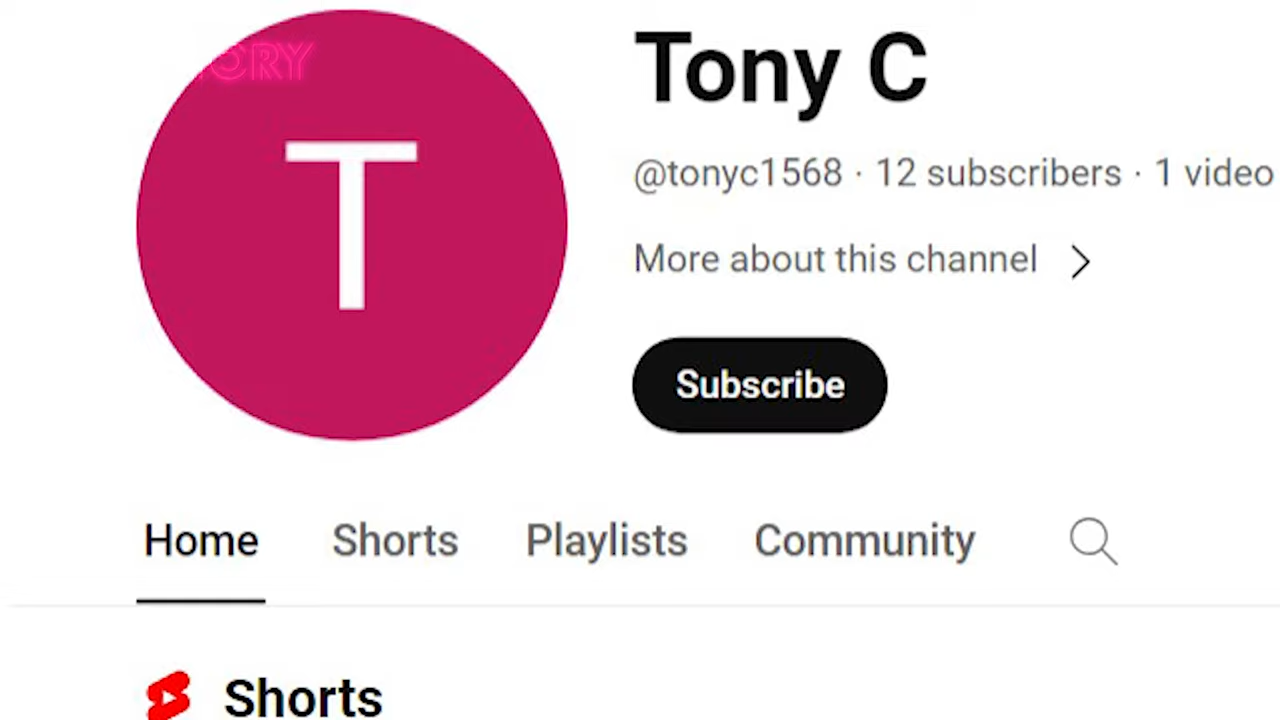 T
Tony C
@tonyc1568 · 12 subscribers · 1 video
More about this channel
Subscribe
Home Shorts Playlists Community
Shorts